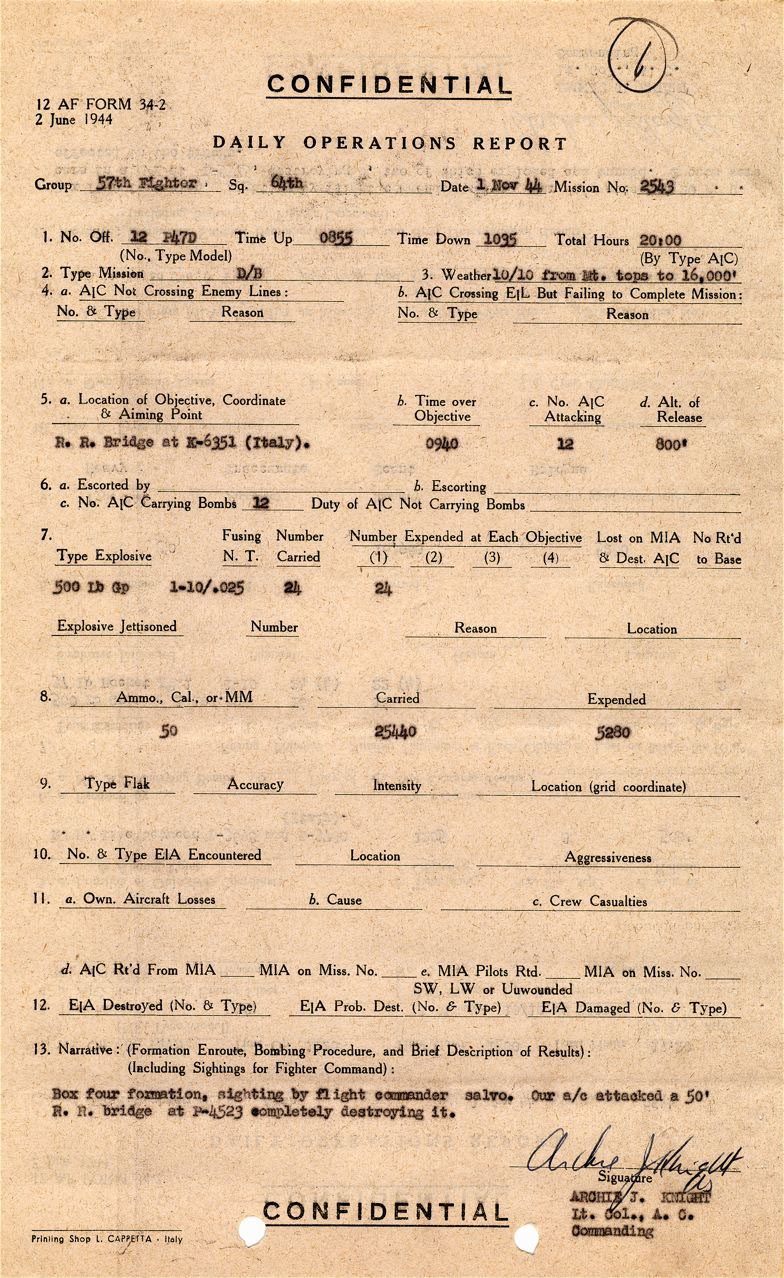 6
CONFIDENTIAL
12 AF FORM 34-2
2 June 1944
DAILY OPERATIONS REPORT
Group 57th Fighter Sq. 64th Date 1 Nov 44 Mission No. 2543
1. No. Off. 12 P47D Time Up 0855 Time Down 1035 Total Hours 20:00
(No., Type Model) (By Type A|C)
2. Type Mission D/B 3. Weather 10/10 from Mt. tops to 16,000'
4. a. A|C Not Crossing Enemy Lines: b. A|C Crossing E|L But Failing to Complete Mission:
No. & Type Reason No. & Type Reason
5. a. Location of Objective, Coordinate b. Time over c. No. A|C d. Alt. of
& Aiming Point Objective Attacking Release
R. R. Bridge at K-6351 (Italy). 0940 12 800'
6. a. Escorted by b. Escorting
c. No. A|C Carrying Bombs 12 Duty of A|C Not Carrying Bombs
7. Fusing Number Number Expended at Each Objective Lost on MIA No Rt'd
Type Explosive N. T. Carried (1) (2) (3) (4) & Dest. A|C to Base
500 Lb Gp 1-10/.025 24 24
Explosive Jettisoned Number Reason Location
8. Ammo., Cal., or MM Carried Expended
50 25440 5280
9. Type Flak Accuracy Intensity Location (grid coordinate)
10. No. & Type E|A Encountered Location Aggressiveness
11. a. Own. Aircraft Losses b. Cause c. Crew Casualties
d. A|C Rt'd From MIA MIA on Miss. No. e. MIA Pilots Rtd. MIA on Miss. No.
SW, LW or Uuwounded
12. E|A Destroyed (No. & Type) E|A Prob. Dest. (No. & Type) E|A Damaged (No. & Type)
13. Narrative: (Formation Enroute, Bombing Procedure, and Brief Description of Results):
(Including Sightings for Fighter Command):
Box four formation, sighting by flight commander salvo. Our a/c attacked a 50'
R. R. bridge at P-4523 completely destroying it.
Archie J Knight
Signature
ARCHIE J. KNIGHT
Lt. Col., A. C.
Commanding
CONFIDENTIAL
Printing Shop L. CAPPETTA - Italy